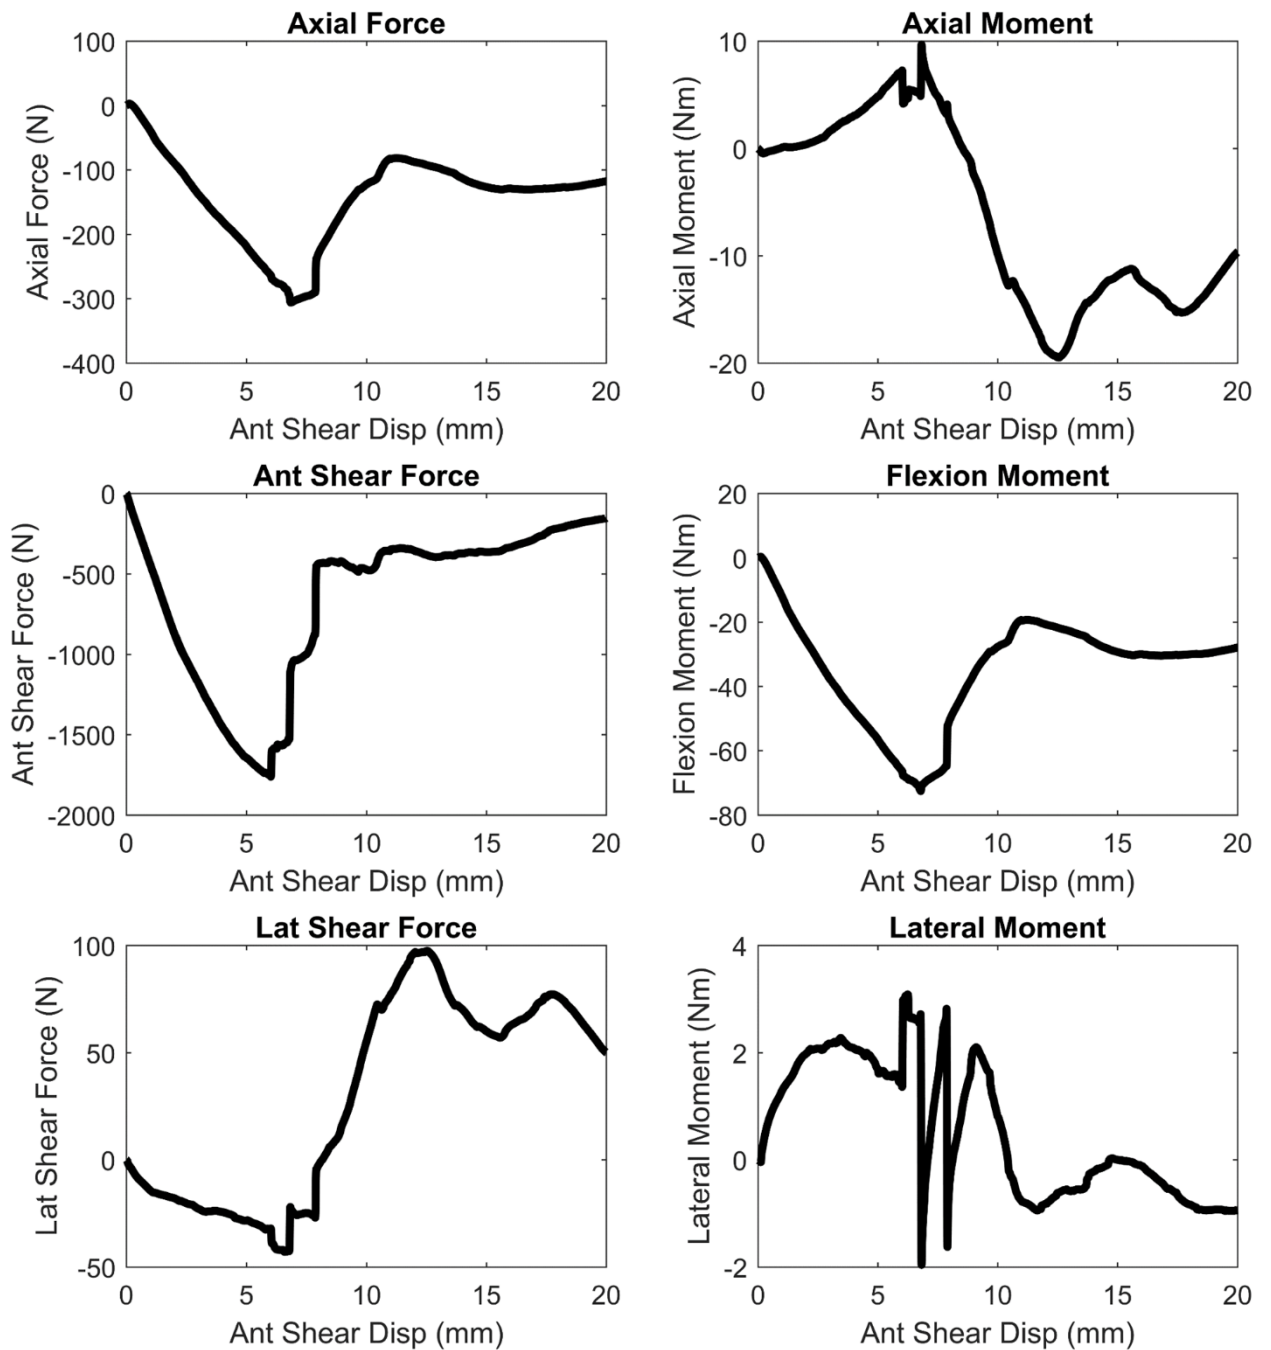 Axial Force
Axial Force (N)
100
0
-100
-200
-300
-400
0 5 10 15 20
Ant Shear Disp (mm)
Axial Moment
Axial Moment (Nm)
10
0
-10
-20
0 5 10 15 20
Ant Shear Disp (mm)
Ant Shear Force
Ant Shear Force (N)
0
-500
-1000
-1500
-2000
0 5 10 15 20
Ant Shear Disp (mm)
Flexion Moment
Flexion Moment (Nm)
20
0
-20
-40
-60
-80
0 5 10 15 20
Ant Shear Disp (mm)
Lat Shear Force
Lat Shear Force (N)
100
50
0
-50
0 5 10 15 20
Ant Shear Disp (mm)
Lateral Moment
Lateral Moment (Nm)
4
2
0
-2
0 5 10 15 20
Ant Shear Disp (mm)